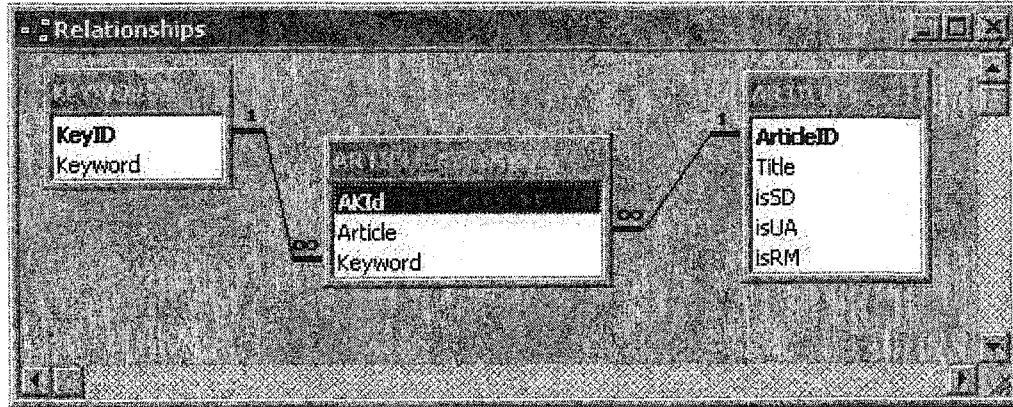 Relationships
KeyID
Keyword
1
∞
AKId
Article
Keyword
∞
1
ArticleID
Title
isSD
isUA
isRM